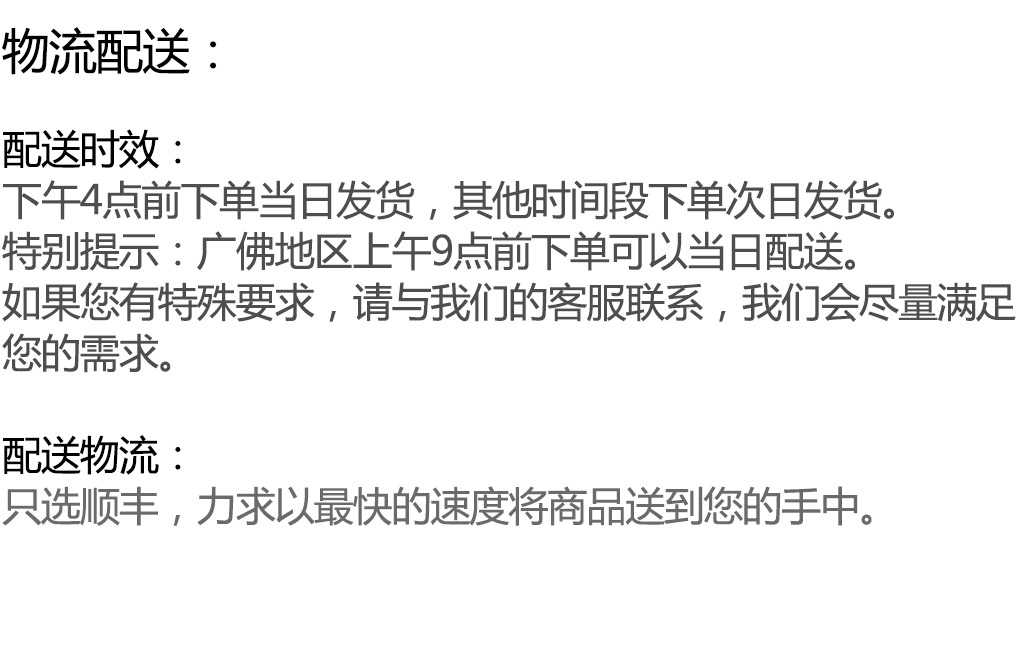 物流配送：
配送时效：
下午4点前下单当日发货，其他时间段下单次日发货。
特别提示：广佛地区上午9点前下单可以当日配送。
如果您有特殊要求，请与我们的客服联系，我们会尽量满足
您的需求。
配送物流：
只选顺丰，力求以最快的速度将商品送到您的手中。